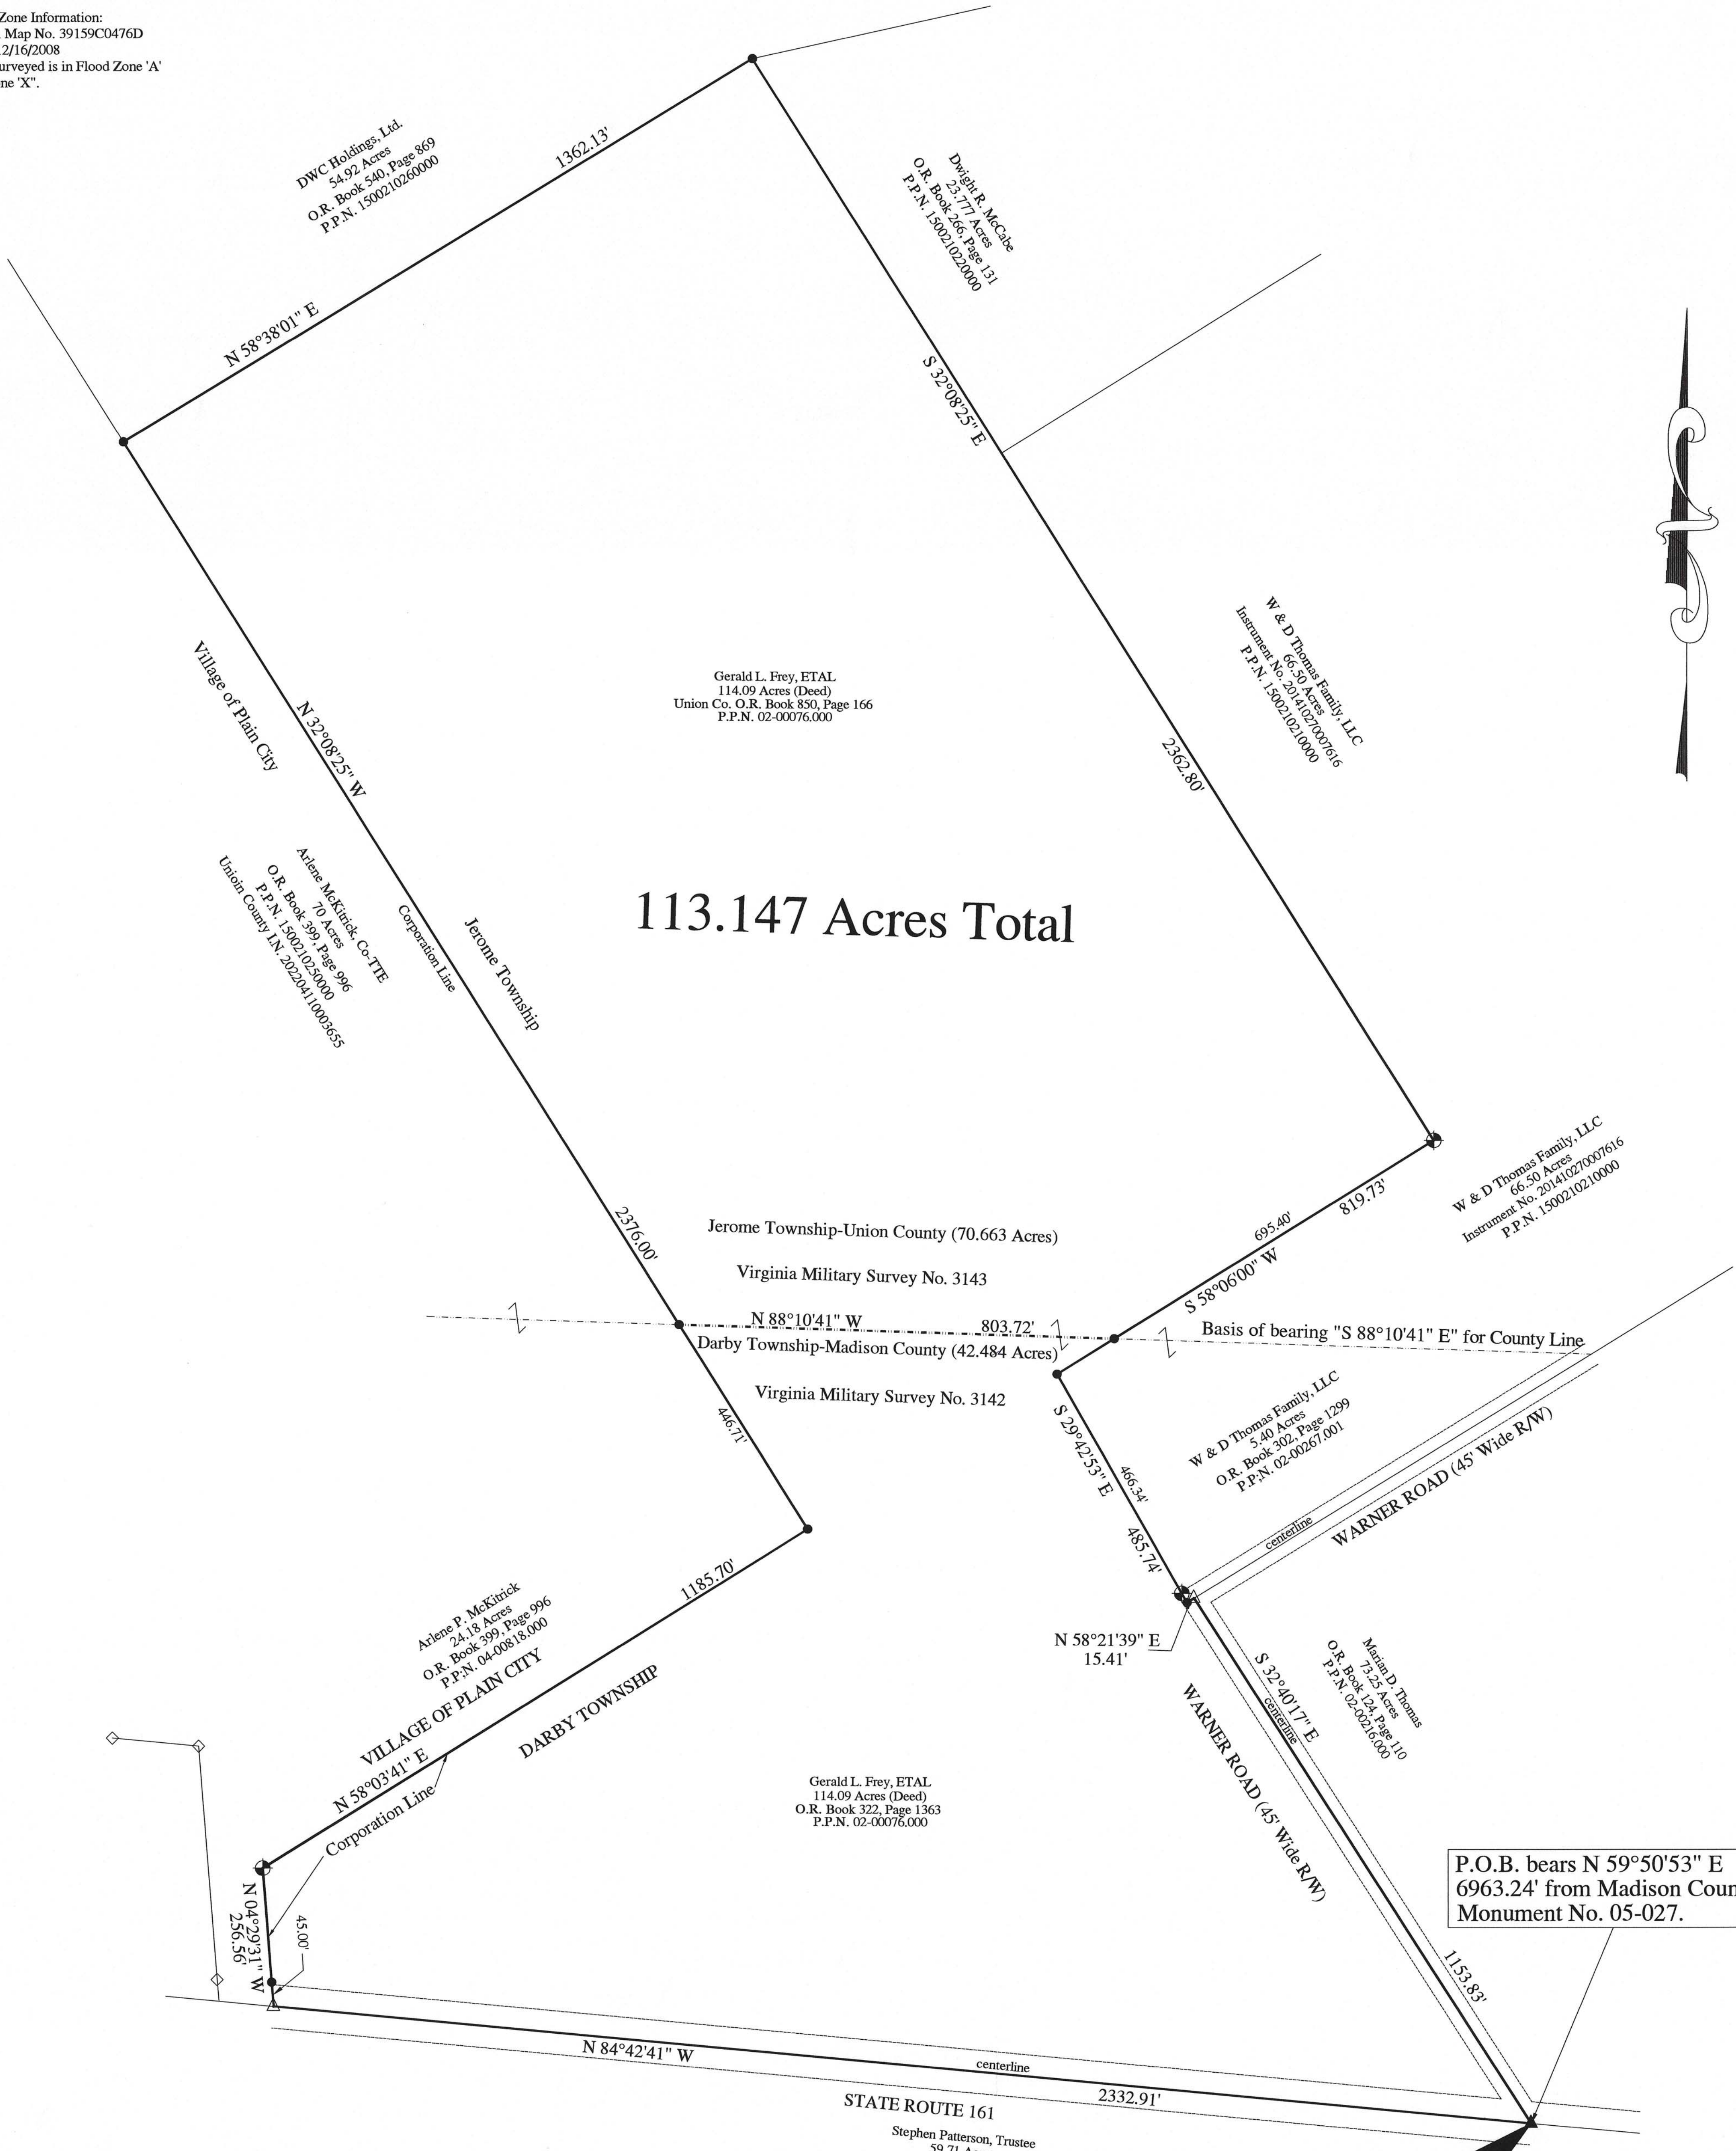 Zone Information:
Map No. 39159C0476D
2/16/2008
urveyed is in Flood Zone 'A'
ne 'X".
DWC Holdings, Ltd.
54.92 Acres
O.R. Book 540, Page 869
P.P.N. 1500210260000
1362.13'
N 58°38'01" E
Dwight R. McCabe
23.777 Acres
O.R. Book 266, Page 131
P.P.N. 1500210220000
S 32°08'25" E
W & D Thomas Family, LLC
66.50 Acres
Instrument No. 201410270007616
P.P.N. 1500210210000
2362.80'
Village of Plain City
N 32°08'25" W
Gerald L. Frey, ETAL
114.09 Acres (Deed)
Union Co. O.R. Book 850, Page 166
P.P.N. 02-00076.000
113.147 Acres Total
Arlene McKitrick, Co-TTE
70 Acres
O.R. Book 399, Page 996
P.P.N. 1500210250000
Unioin County I.N. 202204110003655
Corporation Line
Jerome Township
2376.00'
W & D Thomas Family, LLC
66.50 Acres
Instrument No. 201410270007616
P.P.N. 1500210210000
819.73'
695.40'
S 58°06'00" W
Jerome Township-Union County (70.663 Acres)
Virginia Military Survey No. 3143
N 88°10'41" W 803.72'
Basis of bearing "S 88°10'41" E" for County Line
Darby Township-Madison County (42.484 Acres)
Virginia Military Survey No. 3142
446.71'
S 29°42'53" E
466.34'
485.74'
W & D Thomas Family, LLC
5.40 Acres
O.R. Book 302, Page 1299
P.P;N. 02-00267.001
centerline
WARNER ROAD (45' Wide R/W)
N 58°21'39" E
15.41'
1185.70'
Arlene P. McKitrick
24.18 Acres
O.R. Book 399, Page 996
P.P;N. 04-00818.000
VILLAGE OF PLAIN CITY
DARBY TOWNSHIP
N 58°03'41" E
Corporation Line
S 32°40'17" E
centerline
WARNER ROAD (45' Wide R/W)
Marian D. Thomas
73.25 Acres
O.R. Book 124, Page 110
P.P.N. 02-00216.000
Gerald L. Frey, ETAL
114.09 Acres (Deed)
O.R. Book 322, Page 1363
P.P.N. 02-00076.000
P.O.B. bears N 59°50'53" E
6963.24' from Madison Coun
Monument No. 05-027.
1153.83'
N 04°29'31" W
256.56'
45.00'
N 84°42'41" W
centerline
2332.91'
STATE ROUTE 161
Stephen Patterson, Trustee
59.71